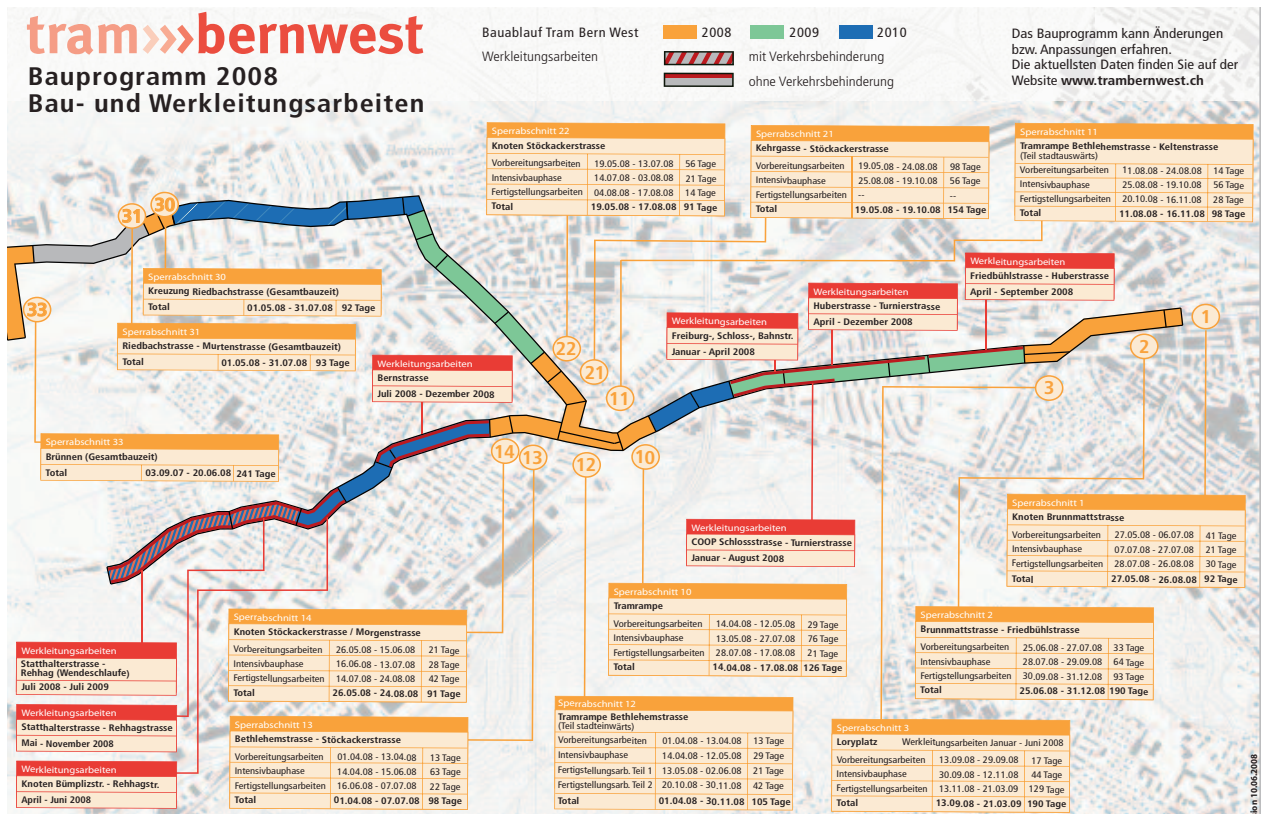 tram»»bernwest
Bauprogramm 2008
Bau- und Werkleitungsarbeiten
Bauablauf Tram Bern West 2008 2009 2010
Werkleitungsarbeiten mit Verkehrsbehinderung
ohne Verkehrsbehinderung
Das Bauprogramm kann Änderungen
bzw. Anpassungen erfahren.
Die aktuellsten Daten finden Sie auf der
Website www.trambernwest.ch
Sperrabschnitt 22
Knoten Stöckackerstrasse
Vorbereitungsarbeiten 19.05.08 - 13.07.08 56 Tage
Intensivbauphase 14.07.08 - 03.08.08 21 Tage
Fertigstellungsarbeiten 04.08.08 - 17.08.08 14 Tage
Total 19.05.08 - 17.08.08 91 Tage
Sperrabschnitt 21
Kehrgasse - Stöckackerstrasse
Vorbereitungsarbeiten 19.05.08 - 24.08.08 98 Tage
Intensivbauphase 25.08.08 - 19.10.08 56 Tage
Fertigstellungsarbeiten -- --
Total 19.05.08 - 19.10.08 154 Tage
Sperrabschnitt 11
Tramrampe Bethlehemstrasse - Keltenstrasse
(Teil stadtauswärts)
Vorbereitungsarbeiten 11.08.08 - 24.08.08 14 Tage
Intensivbauphase 25.08.08 - 19.10.08 56 Tage
Fertigstellungsarbeiten 20.10.08 - 16.11.08 28 Tage
Total 11.08.08 - 16.11.08 98 Tage
31
30
33
Sperrabschnitt 30
Kreuzung Riedbachstrasse (Gesamtbauzeit)
Total 01.05.08 - 31.07.08 92 Tage
Sperrabschnitt 31
Riedbachstrasse - Murtenstrasse (Gesamtbauzeit)
Total 01.05.08 - 31.07.08 93 Tage
Werkleitungsarbeiten
Friedbühlstrasse - Huberstrasse
April - September 2008
Werkleitungsarbeiten
Huberstrasse - Turnierstrasse
April - Dezember 2008
Werkleitungsarbeiten
Freiburg-, Schloss-, Bahnstr.
Januar - April 2008
Werkleitungsarbeiten
Bernstrasse
Juli 2008 - Dezember 2008
22
21
11
1
2
3
14
13
12
10
Sperrabschnitt 33
Brünnen (Gesamtbauzeit)
Total 03.09.07 - 20.06.08 241 Tage
Werkleitungsarbeiten
COOP Schlossstrasse - Turnierstrasse
Januar - August 2008
Sperrabschnitt 1
Knoten Brunnmattstrasse
Vorbereitungsarbeiten 27.05.08 - 06.07.08 41 Tage
Intensivbauphase 07.07.08 - 27.07.08 21 Tage
Fertigstellungsarbeiten 28.07.08 - 26.08.08 30 Tage
Total 27.05.08 - 26.08.08 92 Tage
Sperrabschnitt 10
Tramrampe
Vorbereitungsarbeiten 14.04.08 - 12.05.08 29 Tage
Intensivbauphase 13.05.08 - 27.07.08 76 Tage
Fertigstellungsarbeiten 28.07.08 - 17.08.08 21 Tage
Total 14.04.08 - 17.08.08 126 Tage
Sperrabschnitt 2
Brunnmattstrasse - Friedbühlstrasse
Vorbereitungsarbeiten 25.06.08 - 27.07.08 33 Tage
Intensivbauphase 28.07.08 - 29.09.08 64 Tage
Fertigstellungsarbeiten 30.09.08 - 31.12.08 93 Tage
Total 25.06.08 - 31.12.08 190 Tage
Sperrabschnitt 14
Knoten Stöckackerstrasse / Morgenstrasse
Vorbereitungsarbeiten 26.05.08 - 15.06.08 21 Tage
Intensivbauphase 16.06.08 - 13.07.08 28 Tage
Fertigstellungsarbeiten 14.07.08 - 24.08.08 42 Tage
Total 26.05.08 - 24.08.08 91 Tage
Werkleitungsarbeiten
Statthalterstrasse -
Rehhag (Wendeschlaufe)
Juli 2008 - Juli 2009
Werkleitungsarbeiten
Statthalterstrasse - Rehhagstrasse
Mai - November 2008
Werkleitungsarbeiten
Knoten Bümplizstr. - Rehhagstr.
April - Juni 2008
Sperrabschnitt 13
Bethlehemstrasse - Stöckackerstrasse
Vorbereitungsarbeiten 01.04.08 - 13.04.08 13 Tage
Intensivbauphase 14.04.08 - 15.06.08 63 Tage
Fertigstellungsarbeiten 16.06.08 - 07.07.08 22 Tage
Total 01.04.08 - 07.07.08 98 Tage
Sperrabschnitt 12
Tramrampe Bethlehemstrasse
(Teil stadteinwärts)
Vorbereitungsarbeiten 01.04.08 - 13.04.08 13 Tage
Intensivbauphase 14.04.08 - 12.05.08 29 Tage
Fertigstellungsarb. Teil 1 13.05.08 - 02.06.08 21 Tage
Fertigstellungsarb. Teil 2 20.10.08 - 30.11.08 42 Tage
Total 01.04.08 - 30.11.08 105 Tage
Sperrabschnitt 3
Loryplatz Werkleitungsarbeiten Januar - Juni 2008
Vorbereitungsarbeiten 13.09.08 - 29.09.08 17 Tage
Intensivbauphase 30.09.08 - 12.11.08 44 Tage
Fertigstellungsarbeiten 13.11.08 - 21.03.09 129 Tage
Total 13.09.08 - 21.03.09 190 Tage
ion 10.06.2008